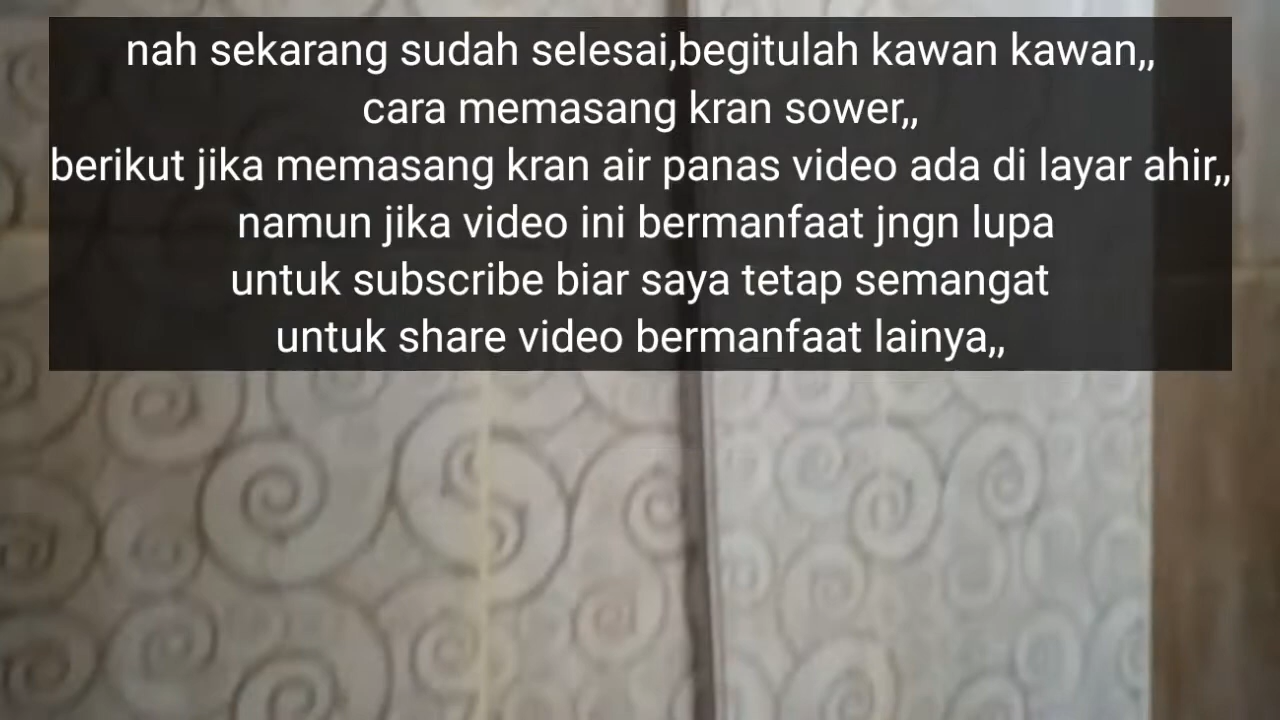 nah sekarang sudah selesai,begitulah kawan kawan,,
cara memasang kran sower,,
berikut jika memasang kran air panas video ada di layar ahir,,
namun jika video ini bermanfaat jngn lupa
untuk subscribe biar saya tetap semangat
untuk share video bermanfaat lainya,,